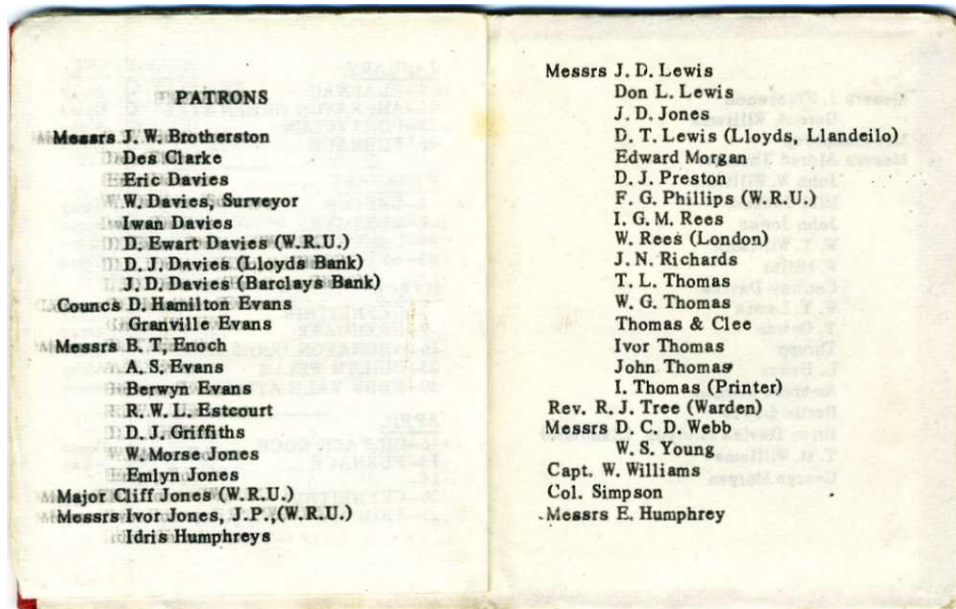 PATRONS
Messrs J. W. Brotherston
Des Clarke
Eric Davies
W.W. Davies, Surveyor
Iwan Davies
D. Ewart Davies (W.R.U.)
D. J. Davies (Lloyds Bank)
J. D. Davies (Barclays Bank)
Councs D. Hamilton Evans
Granville Evans
Messrs B. T, Enoch
A. S. Evans
Berwyn Evans
R. W. L. Estcourt
D. J. Griffiths
W. Morse Jones
Emlyn Jones
Major Cliff Jones (W.R.U.)
Messrs Ivor Jones, J.P.,(W.R.U.)
Idris Humphreys
Messrs J. D. Lewis
Don L. Lewis
J. D. Jones
D. T. Lewis (Lloyds, Llandeilo)
Edward Morgan
D. J. Preston
F. G. Phillips (W.R.U.)
I. G. M. Rees
W. Rees (London)
J. N. Richards
T. L. Thomas
W. G. Thomas
Thomas & Clee
Ivor Thomas
John Thomas
I. Thomas (Printer)
Rev. R. J. Tree (Warden)
Messrs D. C. D. Webb
W. S. Young
Capt. W. Williams
Col. Simpson
Messrs E. Humphrey